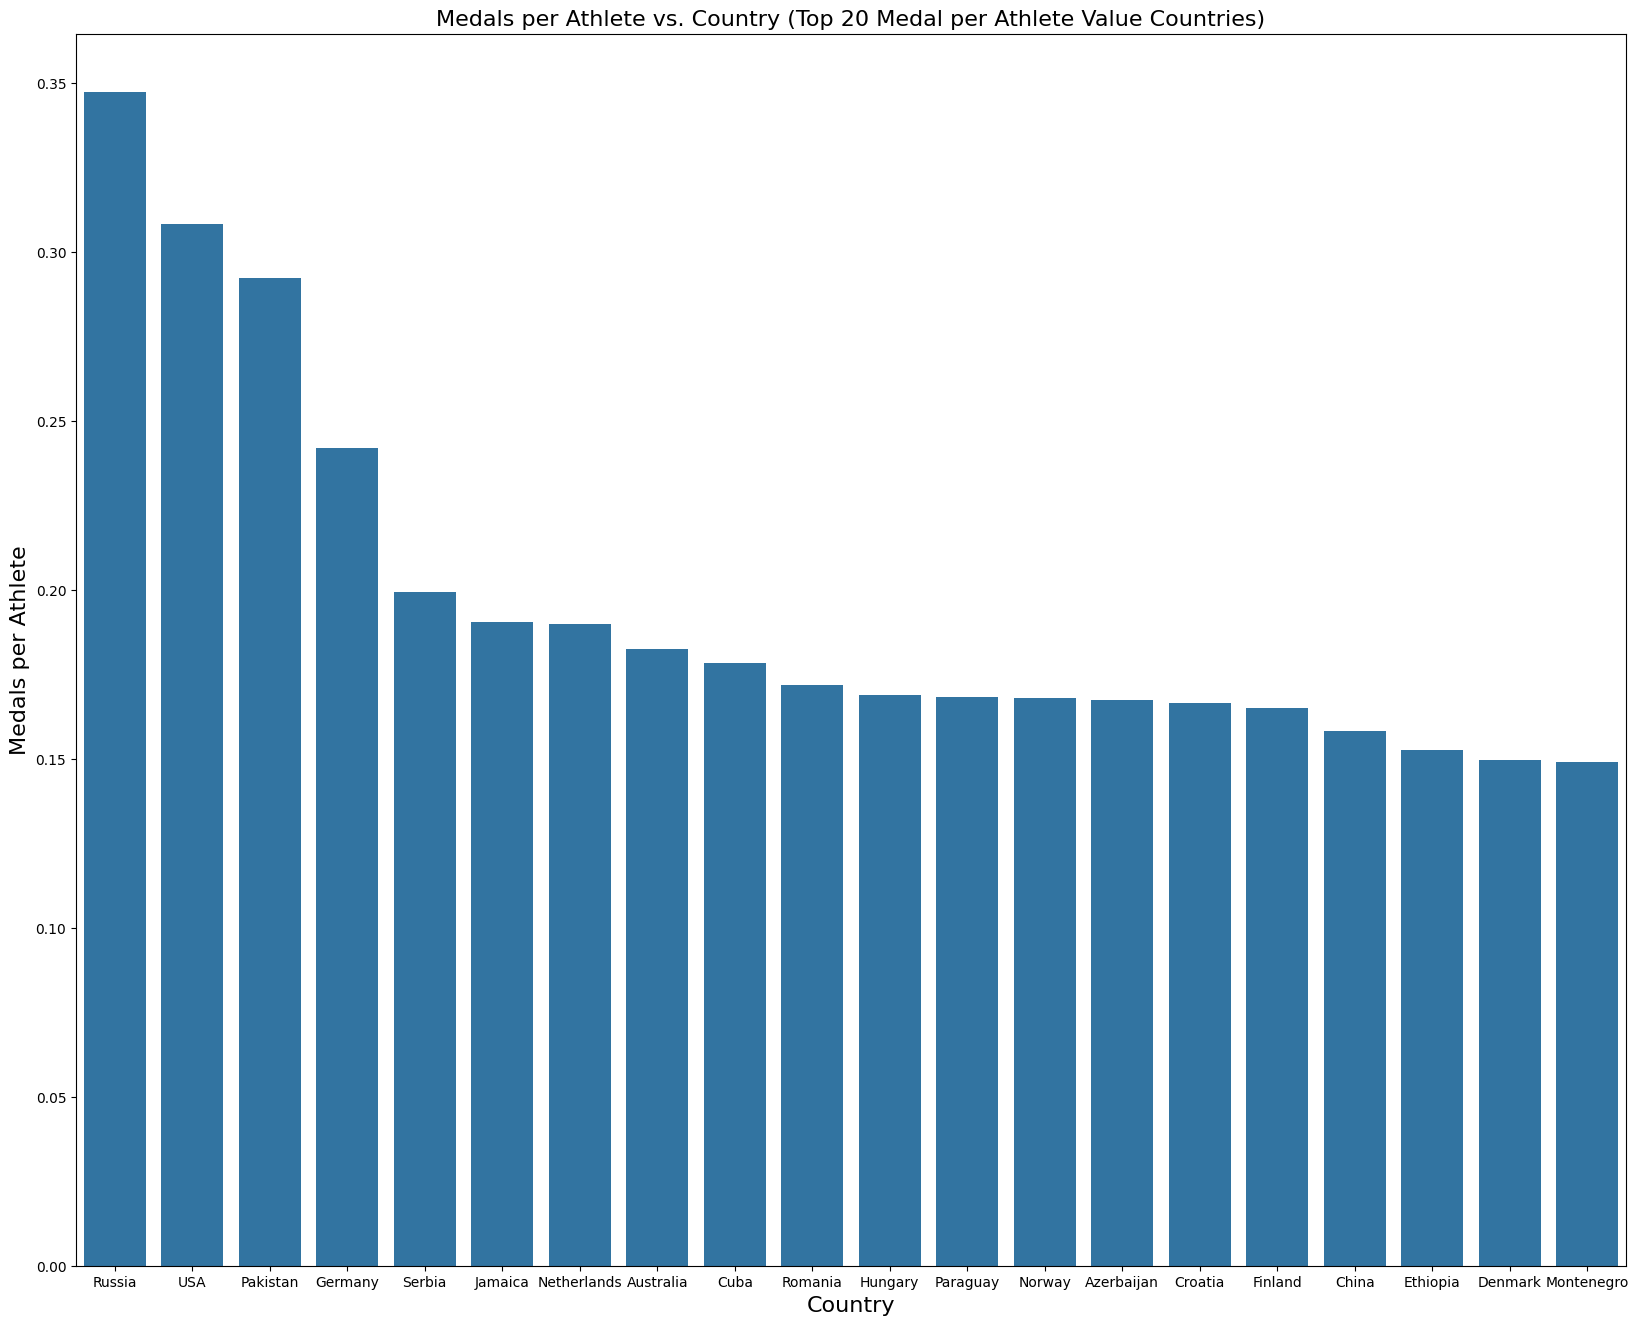 Medals per Athlete vs. Country (Top 20 Medal per Athlete Value Countries)
Medals per Athlete
0.35
0.30
0.25
0.20
0.15
0.10
0.05
0.00
Russia USA Pakistan Germany Serbia Jamaica Netherlands Australia Cuba Romania Hungary Paraguay Norway Azerbaijan Croatia Finland China Ethiopia Denmark Montenegro
Country